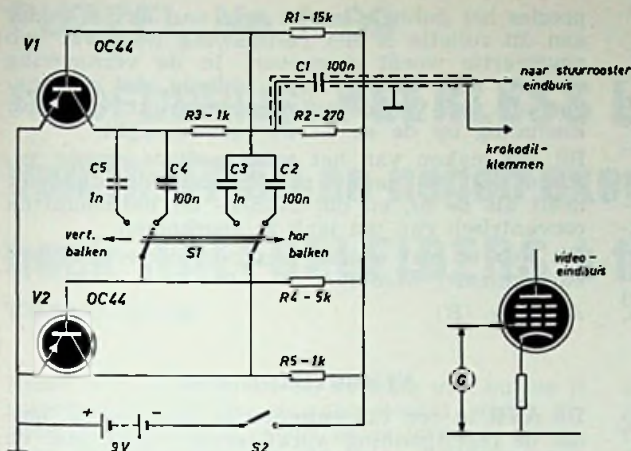 V1
OC44
R1-15k
C1
100n
naar stuurrooster
eindbuis
R3-1k
R2-270
krokodil-
klemmen
C5
C4
C3
C2
1n
100n
1n
100n
vert.
balken
S1
hor
balken
V2
OC44
R4-5k
video-
eindbuis
R5-1k
G
+
-
9V
S2